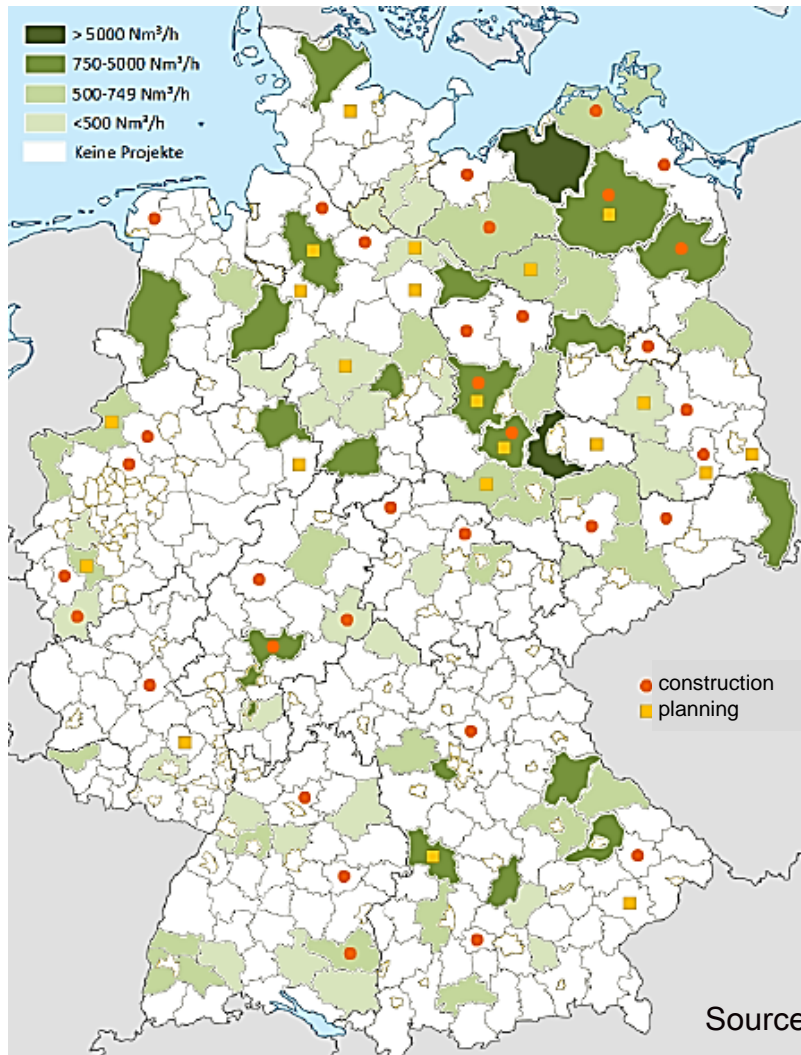 > 5000 Nm³/h
750-5000 Nm³/h
500-749 Nm³/h
<500 Nm³/h
Keine Projekte
construction
planning
Source